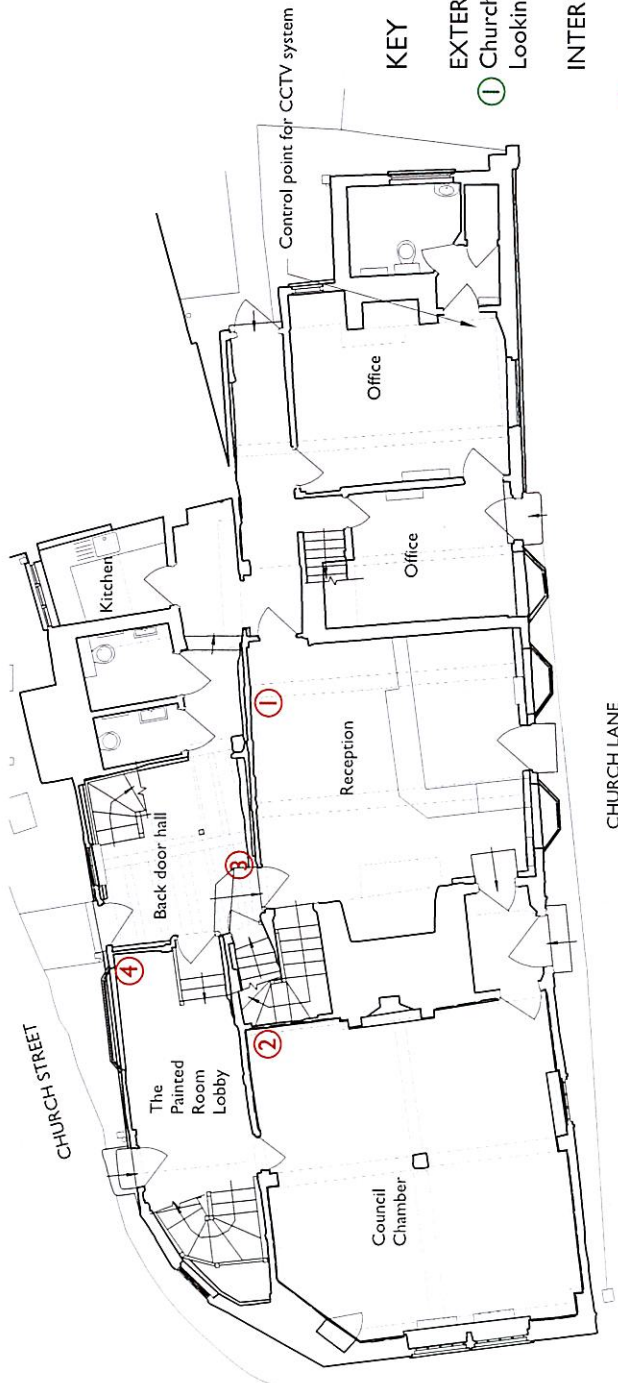 CHURCH STREET
Control point for CCTV system
KEY
EXTER
① Church
Lookin
INTER
Kitchen
Office
Office
Back door hall
①
Reception
③
④
The
Painted
Room
Lobby
②
Council
Chamber
CHURCH LANE